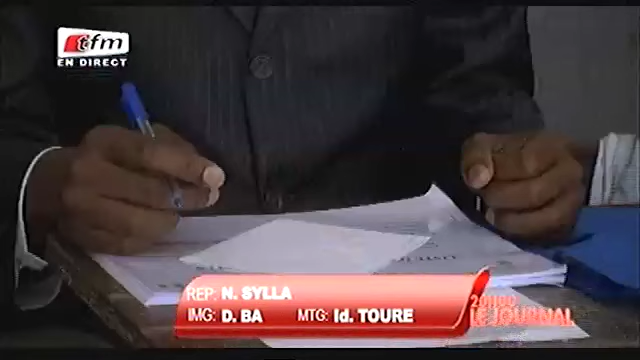 tfm
EN DIRECT
REP: N. SYLLA
IMG: D. BA MTG: Id. TOURE
20H00
LE JOURNAL